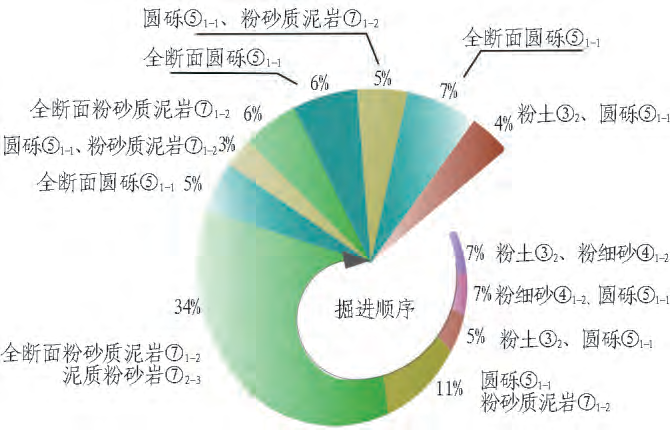 圆砾⑤₁₋₁、粉砂质泥岩⑦₁₋₂
全断面圆砾⑤₁₋₁
全断面圆砾⑤₁₋₁
6%
5%
7%
全断面粉砂质泥岩⑦₁₋₂
6%
4%
粉土③₂、圆砾⑤₁₋₁
圆砾⑤₁₋₁、粉砂质泥岩⑦₁₋₂
3%
全断面圆砾⑤₁₋₁
5%
7%
粉土③₂、粉细砂④₁₋₂
7%
粉细砂④₁₋₂、圆砾⑤₁₋₁
34%
掘进顺序
5%
粉土③₂、圆砾⑤₁₋₁
全断面粉砂质泥岩⑦₁₋₂
泥质粉砂岩⑦₂₋₃
11%
圆砾⑤₁₋₁
粉砂质泥岩⑦₁₋₂